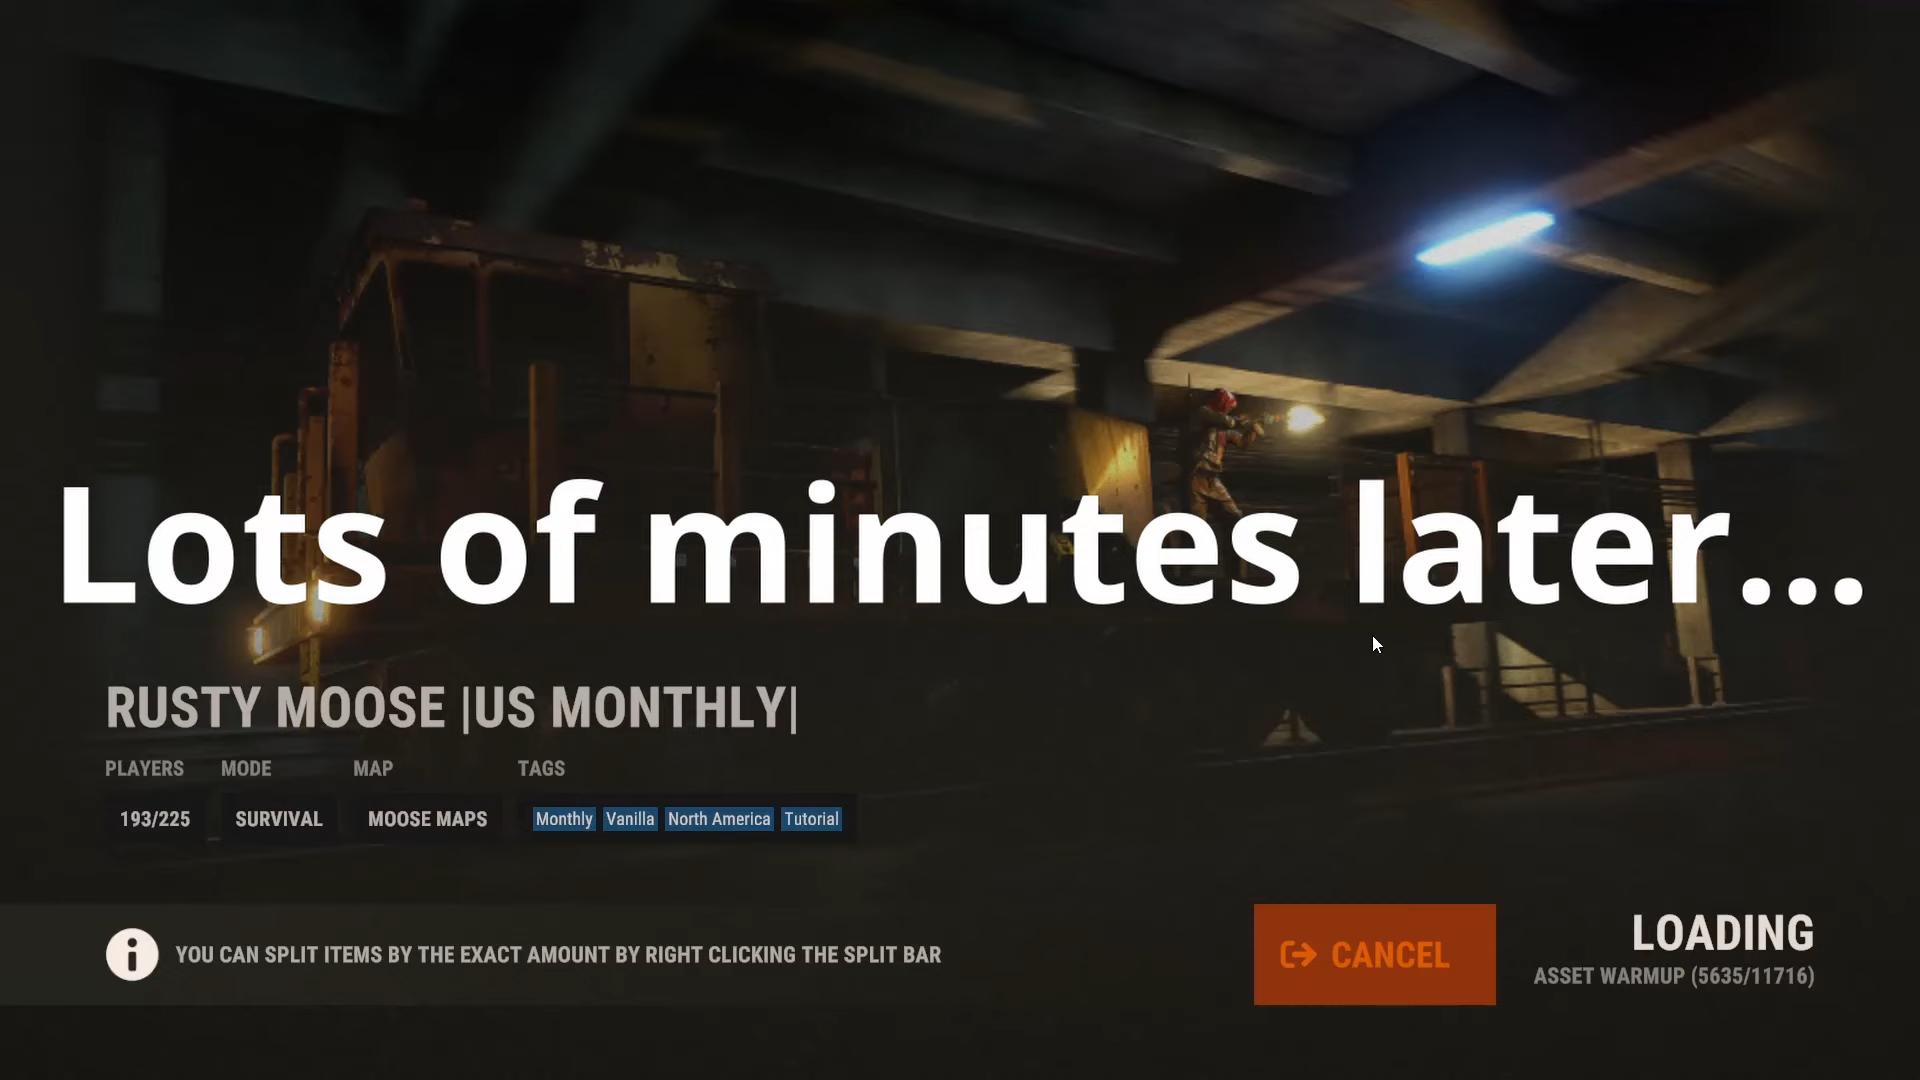 Lots of minutes later...
RUSTY MOOSE |US MONTHLY|
PLAYERS MODE MAP TAGS
193/225 SURVIVAL MOOSE MAPS Monthly Vanilla North America Tutorial
YOU CAN SPLIT ITEMS BY THE EXACT AMOUNT BY RIGHT CLICKING THE SPLIT BAR
CANCEL
LOADING
ASSET WARMUP (5635/11716)